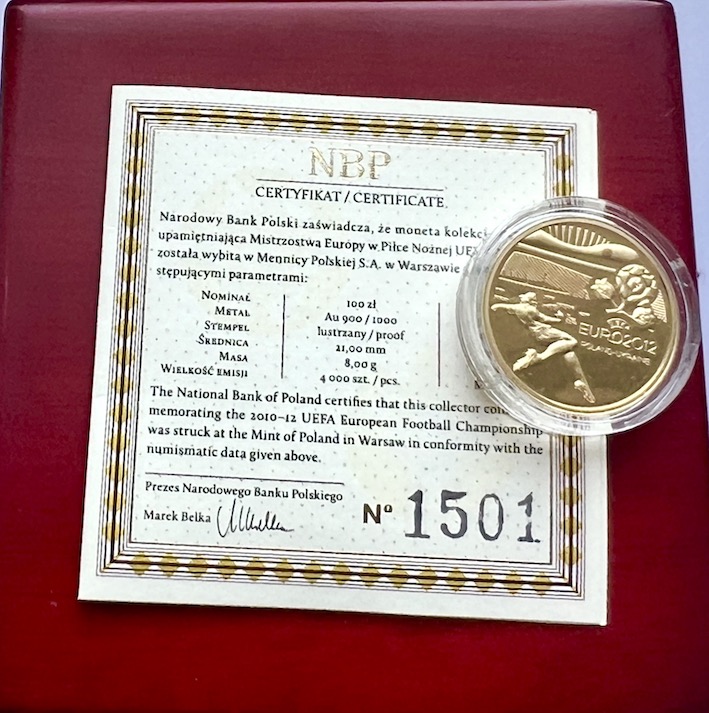 NBP
CERTYFIKAT / CERTIFICATE
Narodowy Bank Polski zaświadcza, że moneta
upamiętniająca Mistrzostwa Europy w Piłce Nożnej
została wybita w Mennicy Polskiej S.A. w Warszawie
stępującymi parametrami:
NOMINAŁ 100 zł
METAL Au 900 / 1000
STEMPEL lustrzany / proof
ŚREDNICA 21,00 mm
MASA 8,00 g
WIELKOŚĆ EMISJI 4 000 szt. / pcs.
The National Bank of Poland certifies that this collector
memorating the 2010–12 UEFA European Football Championship
was struck at the Mint of Poland in Warsaw in conformity with the
numismatic data given above.
Prezes Narodowego Banku Polskiego
Marek Belka
Nº 1501
UEFA
EURO2012
POLAND-UKRAINE